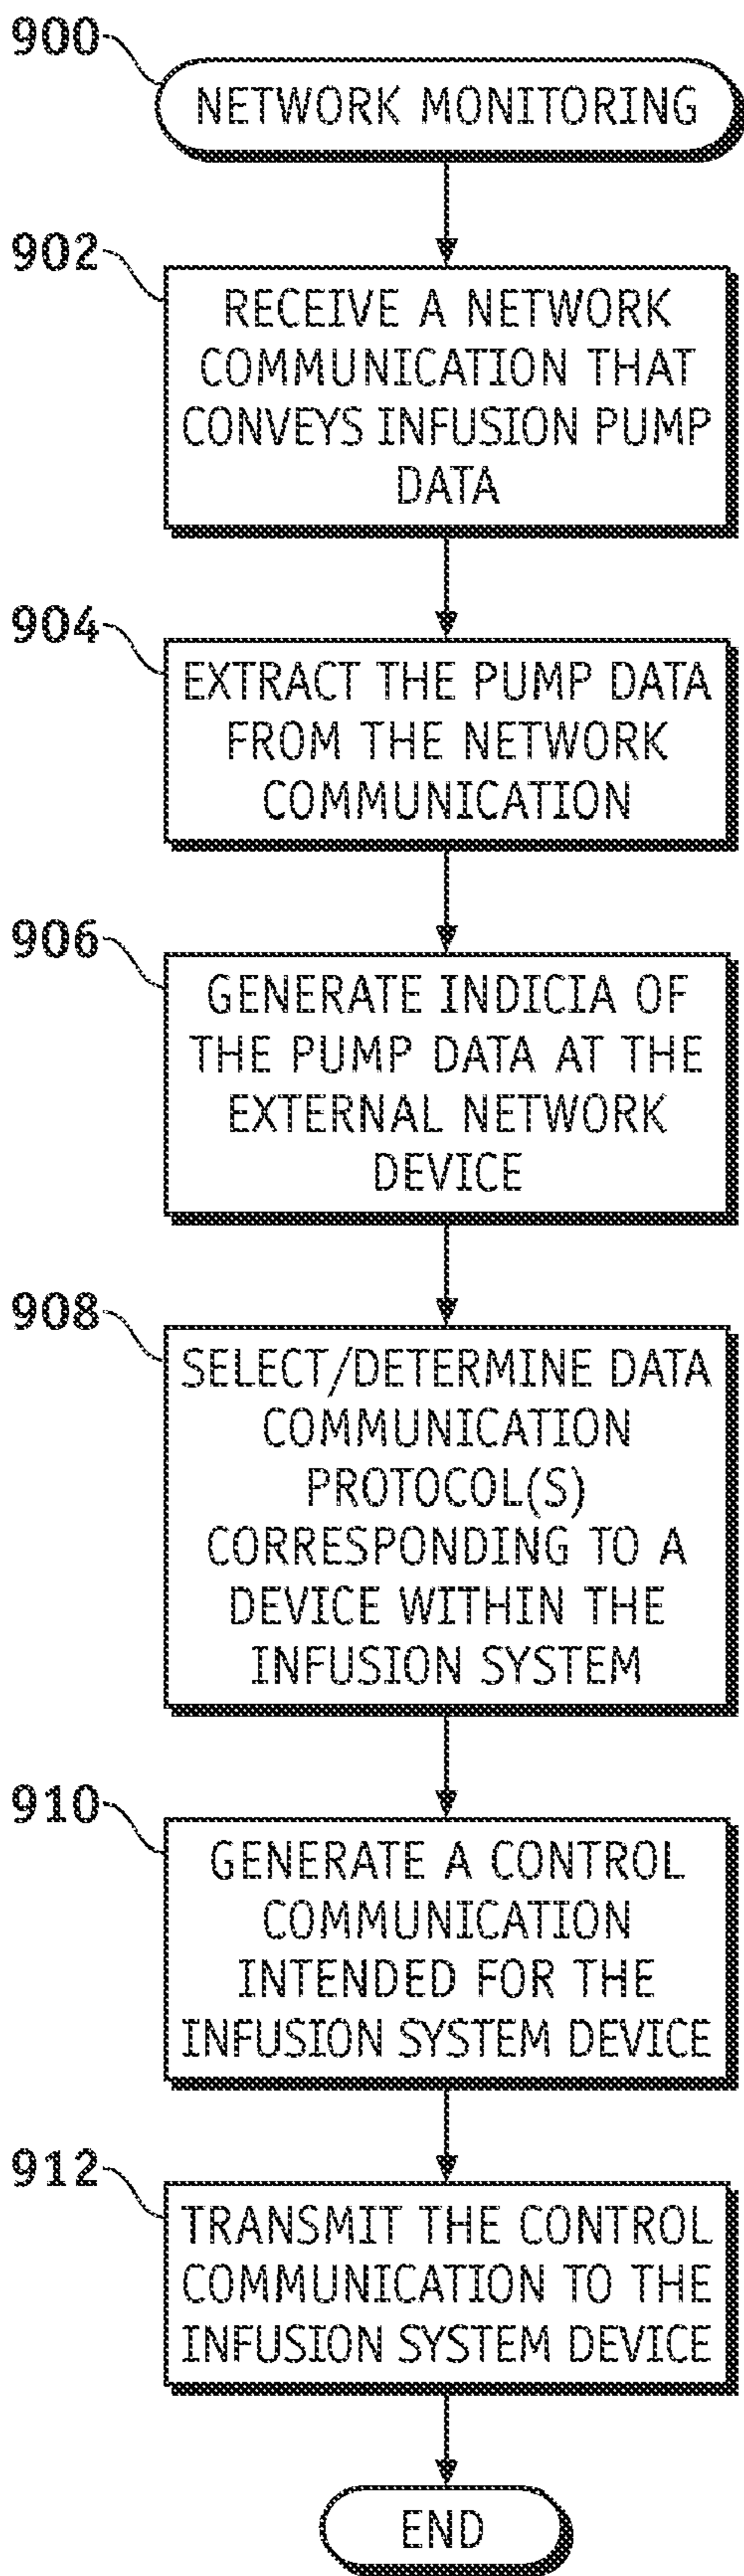 900
NETWORK MONITORING
902
RECEIVE A NETWORK
COMMUNICATION THAT
CONVEYS INFUSION PUMP
DATA
904
EXTRACT THE PUMP DATA
FROM THE NETWORK
COMMUNICATION
906
GENERATE INDICIA OF
THE PUMP DATA AT THE
EXTERNAL NETWORK
DEVICE
908
SELECT/DETERMINE DATA
COMMUNICATION
PROTOCOL(S)
CORRESPONDING TO A
DEVICE WITHIN THE
INFUSION SYSTEM
910
GENERATE A CONTROL
COMMUNICATION
INTENDED FOR THE
INFUSION SYSTEM DEVICE
912
TRANSMIT THE CONTROL
COMMUNICATION TO THE
INFUSION SYSTEM DEVICE
END